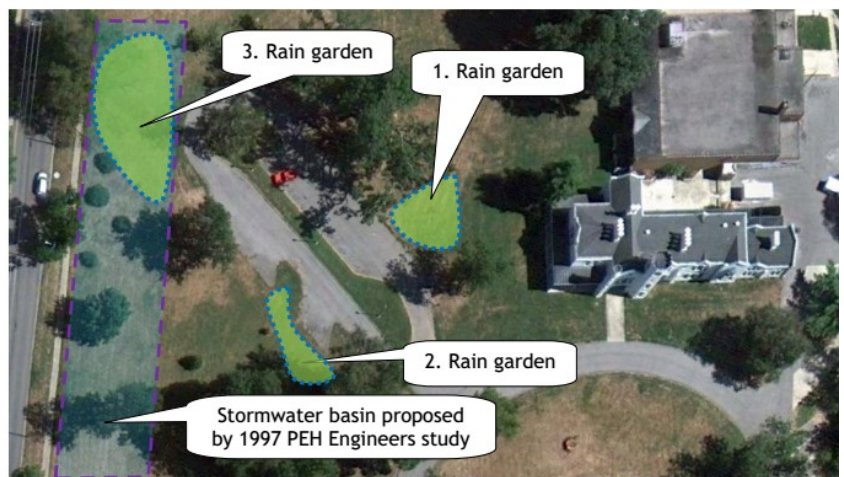 3. Rain garden
1. Rain garden
2. Rain garden
Stormwater basin proposed
by 1997 PEH Engineers study